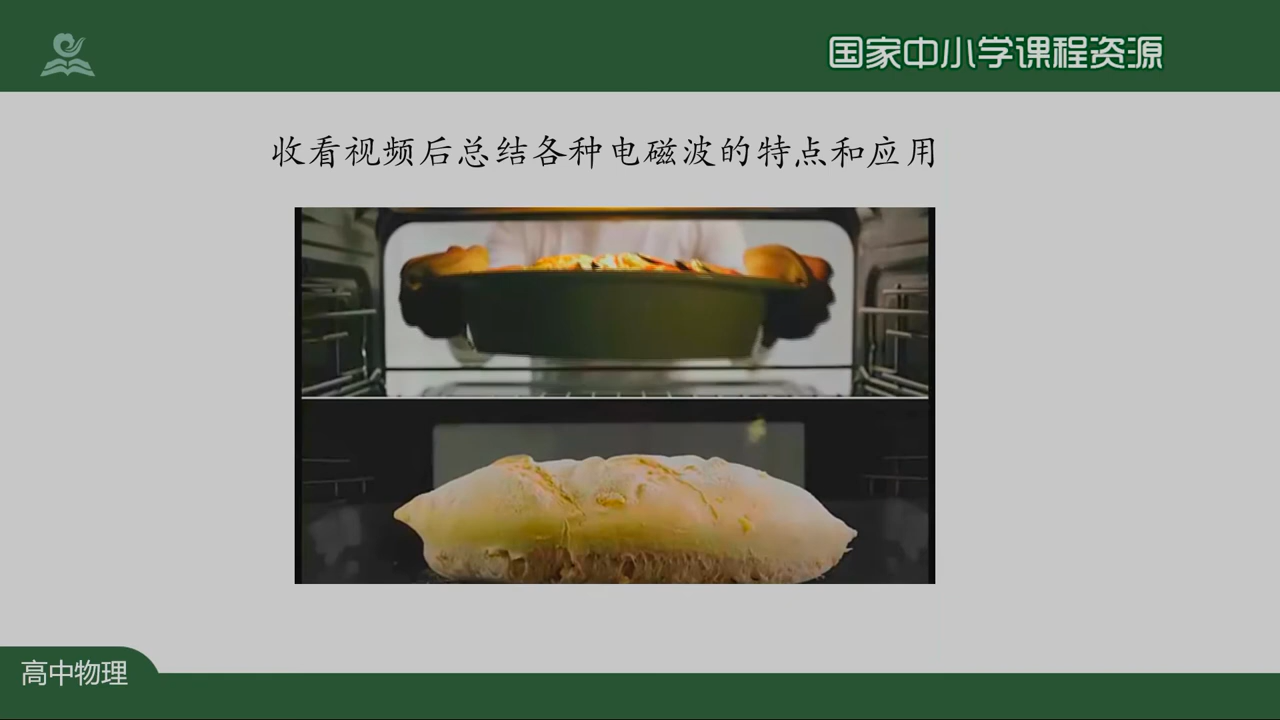 国家中小学课程资源
收看视频后总结各种电磁波的特点和应用
高中物理